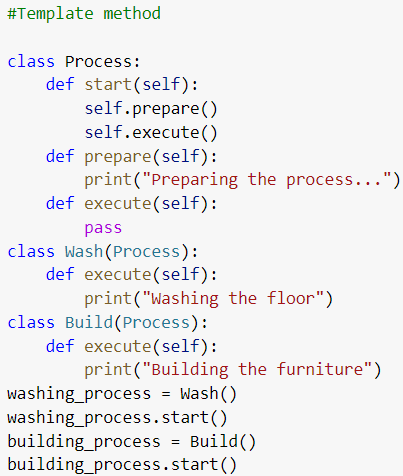 #Template method
class Process:
    def start(self):
        self.prepare()
        self.execute()
    def prepare(self):
        print("Preparing the process...")
    def execute(self):
        pass
class Wash(Process):
    def execute(self):
        print("Washing the floor")
class Build(Process):
    def execute(self):
        print("Building the furniture")
washing_process = Wash()
washing_process.start()
building_process = Build()
building_process.start()